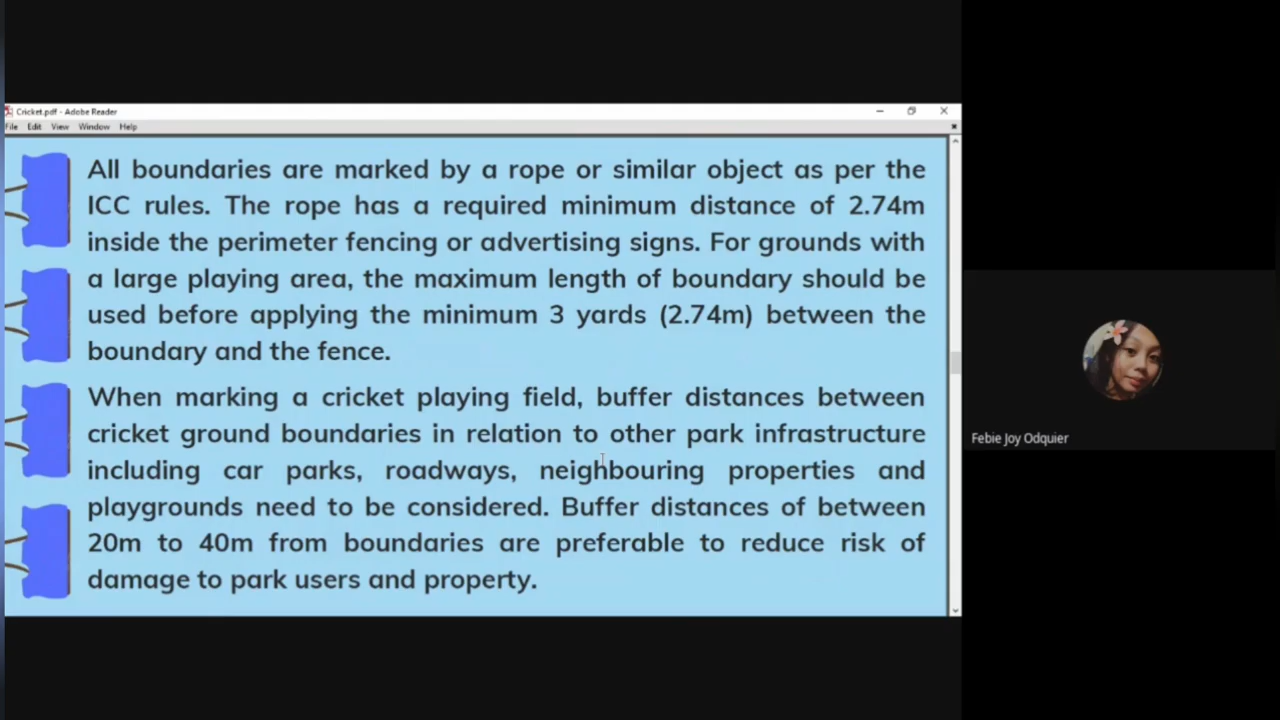 Cricket.pdf - Adobe Reader
File Edit View Window Help
All boundaries are marked by a rope or similar object as per the
ICC rules. The rope has a required minimum distance of 2.74m
inside the perimeter fencing or advertising signs. For grounds with
a large playing area, the maximum length of boundary should be
used before applying the minimum 3 yards (2.74m) between the
boundary and the fence.
When marking a cricket playing field, buffer distances between
cricket ground boundaries in relation to other park infrastructure
including car parks, roadways, neighbouring properties and
playgrounds need to be considered. Buffer distances of between
20m to 40m from boundaries are preferable to reduce risk of
damage to park users and property.
Febie Joy Odquier